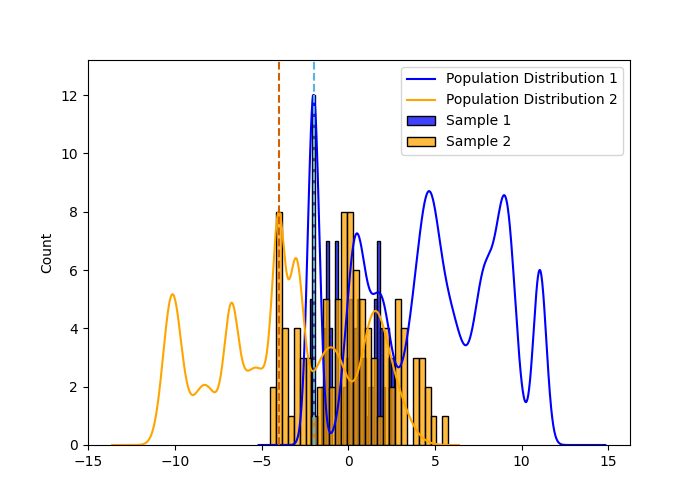 Population Distribution 1
Population Distribution 2
Sample 1
Sample 2
Count
12
10
8
6
4
2
0
−15 −10 −5 0 5 10 15